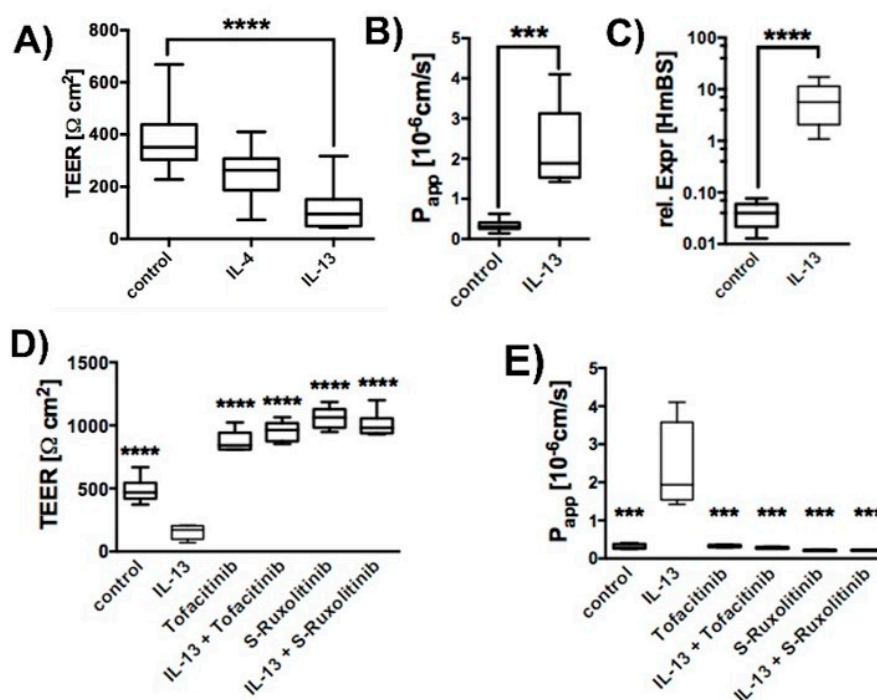 A)
TEER [Ω cm²]
800
600
400
200
0
****
control
IL-4
IL-13
B)
P_app [10⁻⁶cm/s]
5
4
3
2
1
0
***
control
IL-13
C)
rel. Expr [HmBS]
100
10
1
0.10
0.01
****
control
IL-13
D)
TEER [Ω cm²]
1500
1000
500
0
****
****
****
****
****
control
IL-13
Tofacitinib
IL-13 + Tofacitinib
S-Ruxolitinib
IL-13 + S-Ruxolitinib
E)
P_app [10⁻⁶cm/s]
5
4
3
2
1
0
***
***
***
***
***
control
IL-13
Tofacitinib
IL-13 + Tofacitinib
S-Ruxolitinib
IL-13 + S-Ruxolitinib